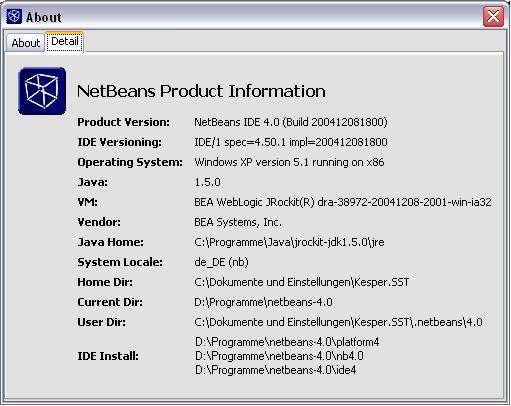 About
About Detail
NetBeans Product Information
Product Version: NetBeans IDE 4.0 (Build 200412081800)
IDE Versioning: IDE/1 spec=4.50.1 impl=200412081800
Operating System: Windows XP version 5.1 running on x86
Java: 1.5.0
VM: BEA WebLogic JRockit(R) dra-38972-20041208-2001-win-ia32
Vendor: BEA Systems, Inc.
Java Home: C:\Programme\Java\jrockit-jdk1.5.0\jre
System Locale: de_DE (nb)
Home Dir: C:\Dokumente und Einstellungen\Kesper.SST
Current Dir: D:\Programme\netbeans-4.0
User Dir: C:\Dokumente und Einstellungen\Kesper.SST\.netbeans\4.0
D:\Programme\netbeans-4.0\platform4
IDE Install: D:\Programme\netbeans-4.0\nb4.0
D:\Programme\netbeans-4.0\ide4